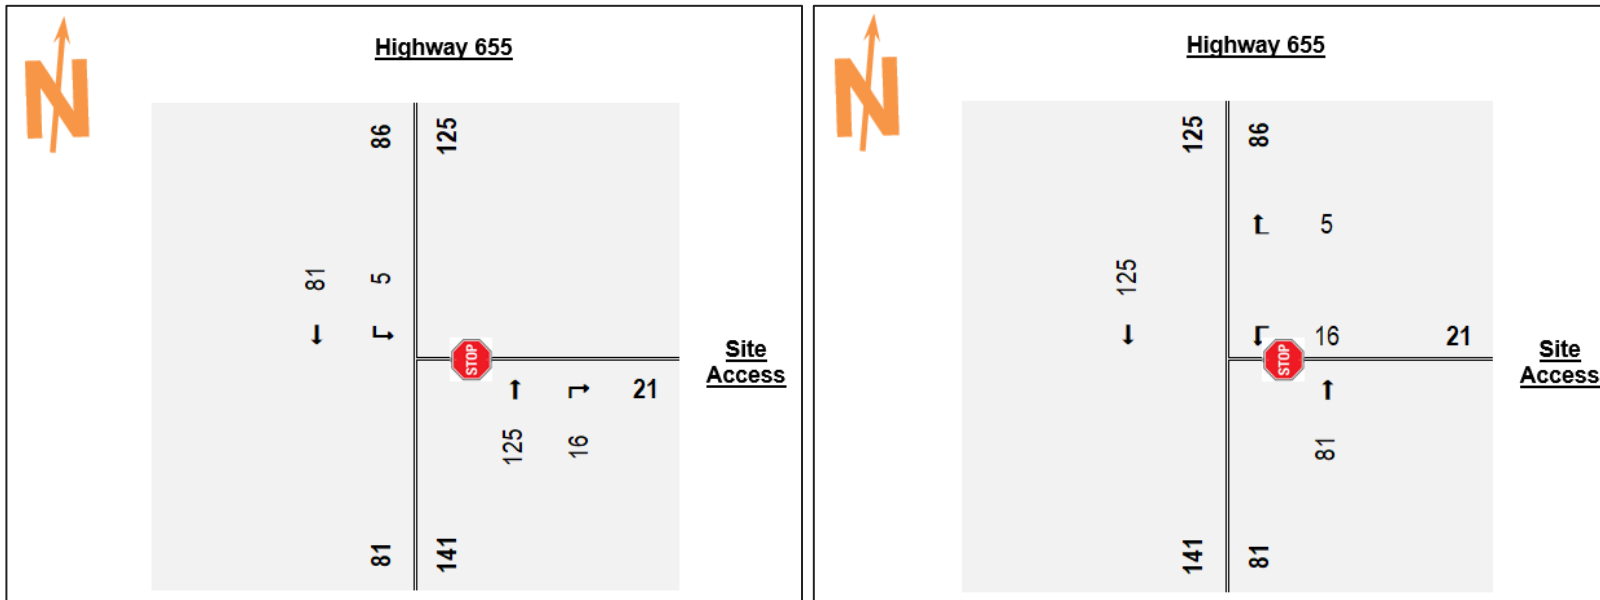 N
Highway 655
86 125
81 5
STOP
Site
Access
21
125 16
81 141
N
Highway 655
125 86
5
125
16 21
STOP
Site
Access
81
141 81